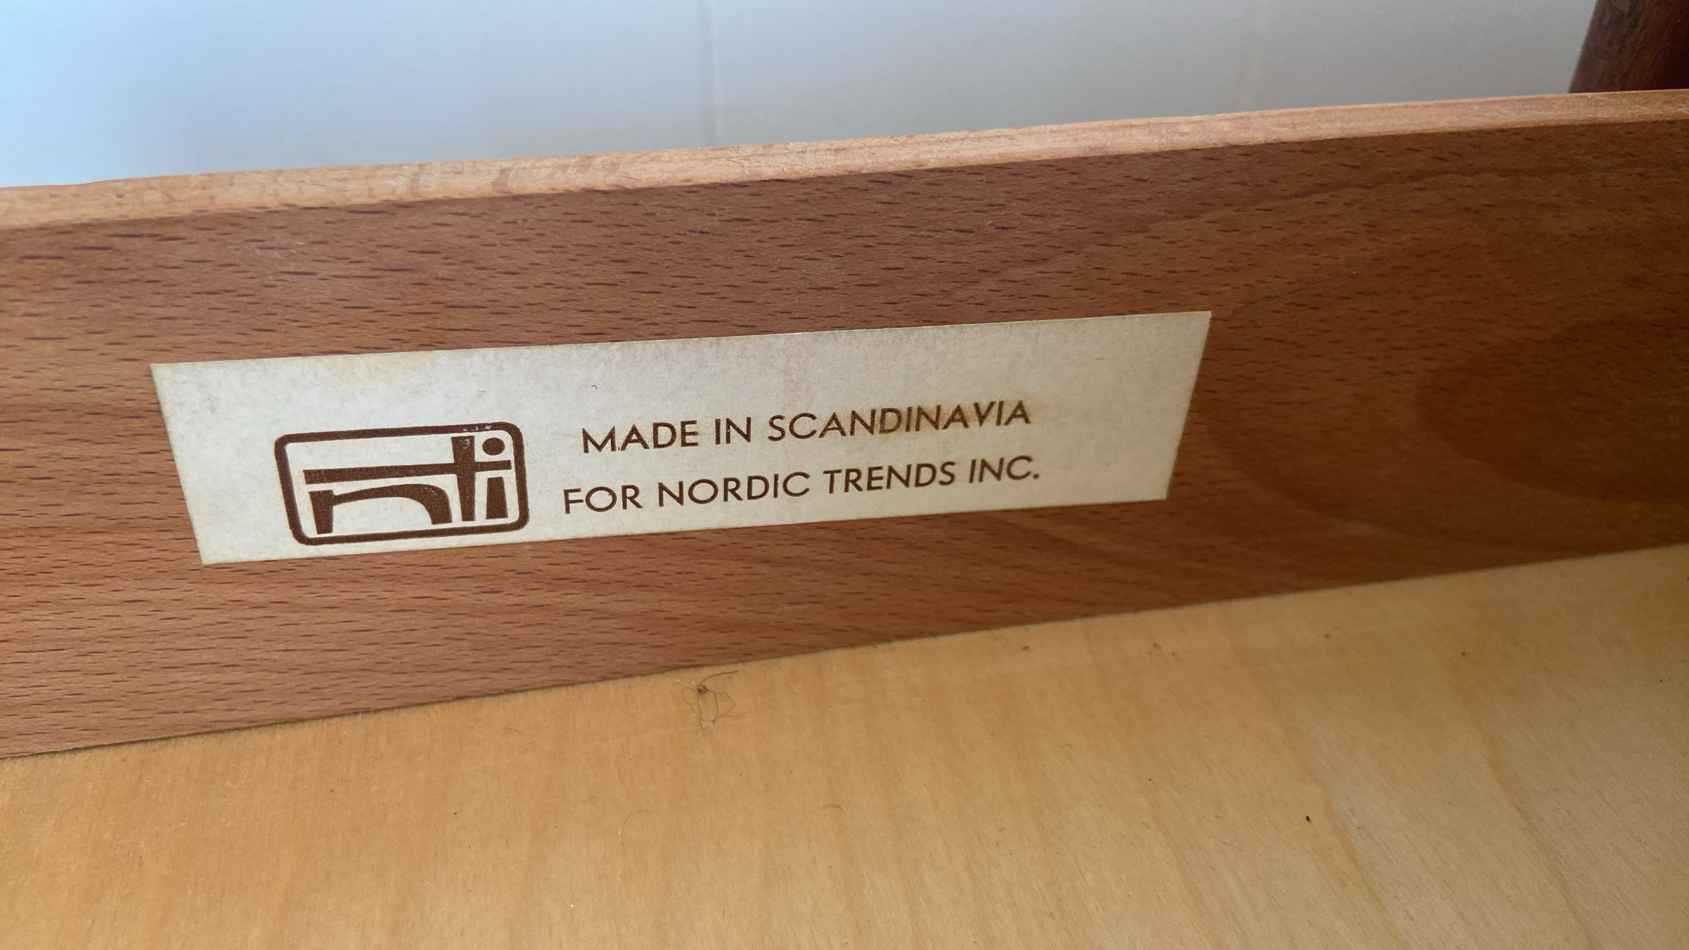 nti
MADE IN SCANDINAVIA
FOR NORDIC TRENDS INC.